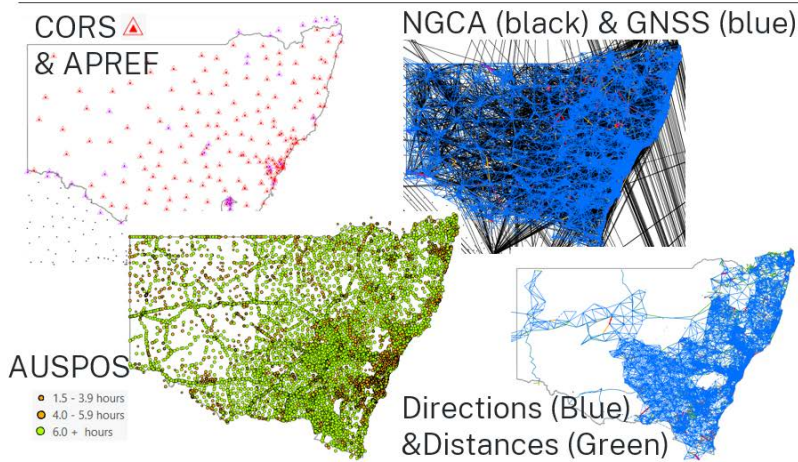 CORS
& APREF
NGCA (black) & GNSS (blue)
AUSPOS
1.5 - 3.9 hours
4.0 - 5.9 hours
6.0 + hours
Directions (Blue)
&Distances (Green)